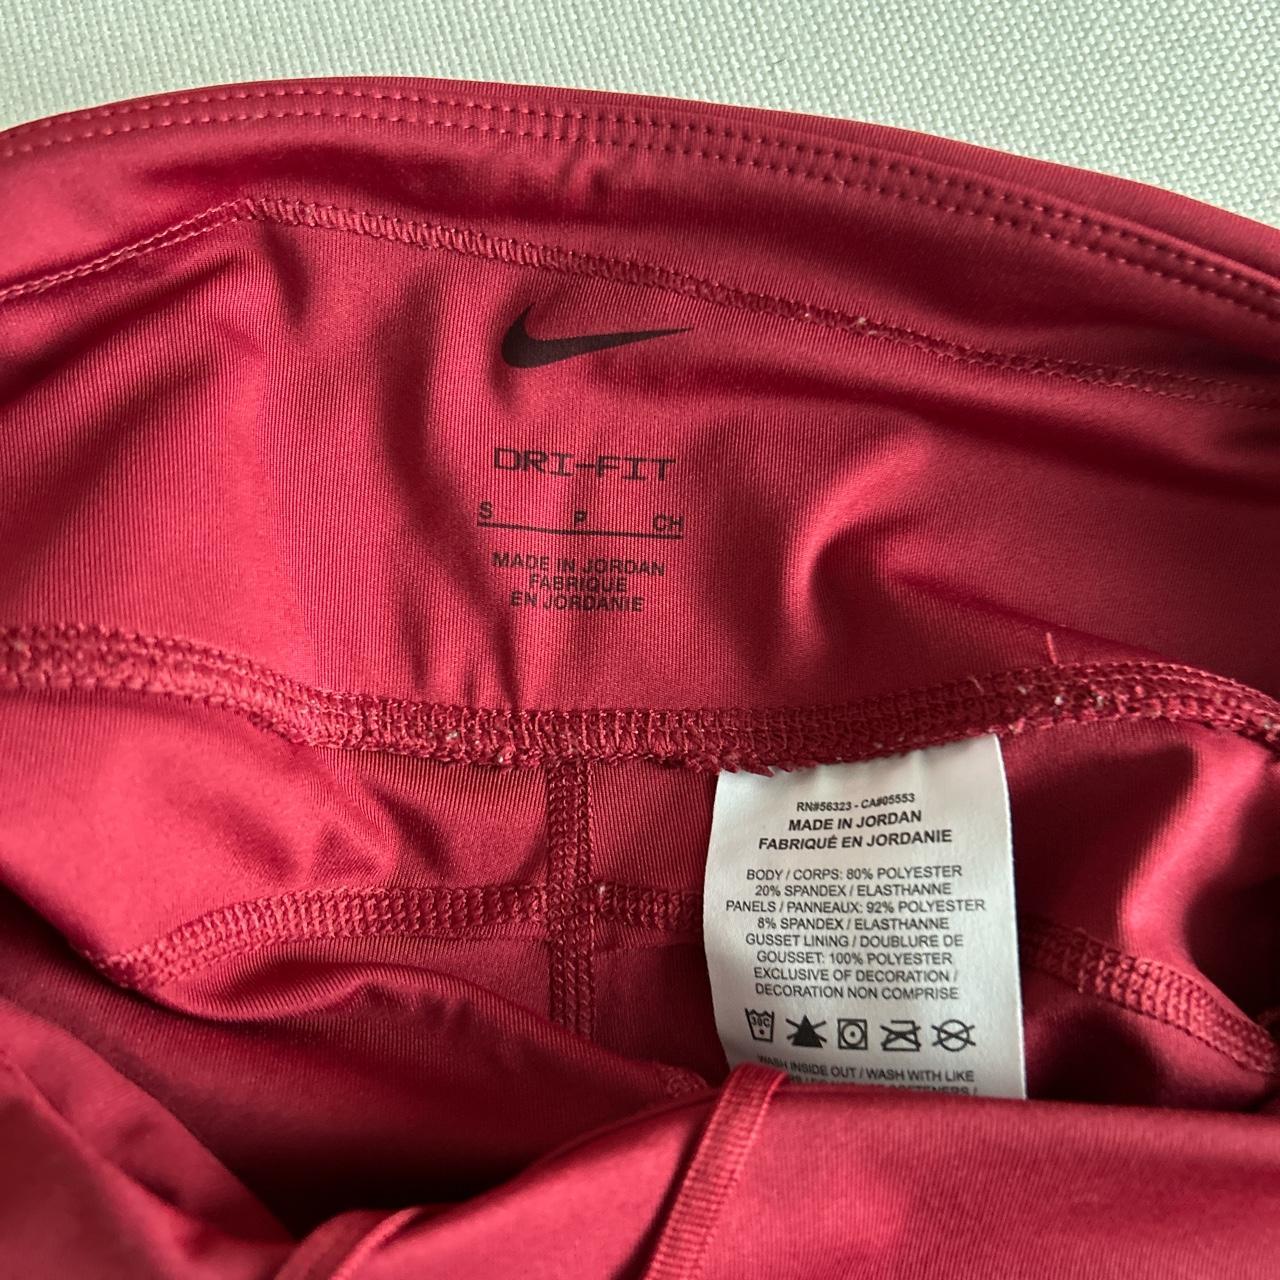 DRI-FIT
S P CH
MADE IN JORDAN
FABRIQUE
EN JORDANIE
RN#56323 - CA#05553
MADE IN JORDAN
FABRIQUÉ EN JORDANIE
BODY / CORPS: 80% POLYESTER
20% SPANDEX / ELASTHANNE
PANELS / PANNEAUX: 92% POLYESTER
8% SPANDEX / ELASTHANNE
GUSSET LINING / DOUBLURE DE
GOUSSET: 100% POLYESTER
EXCLUSIVE OF DECORATION /
DECORATION NON COMPRISE
30C
WASH INSIDE OUT / WASH WITH LIKE